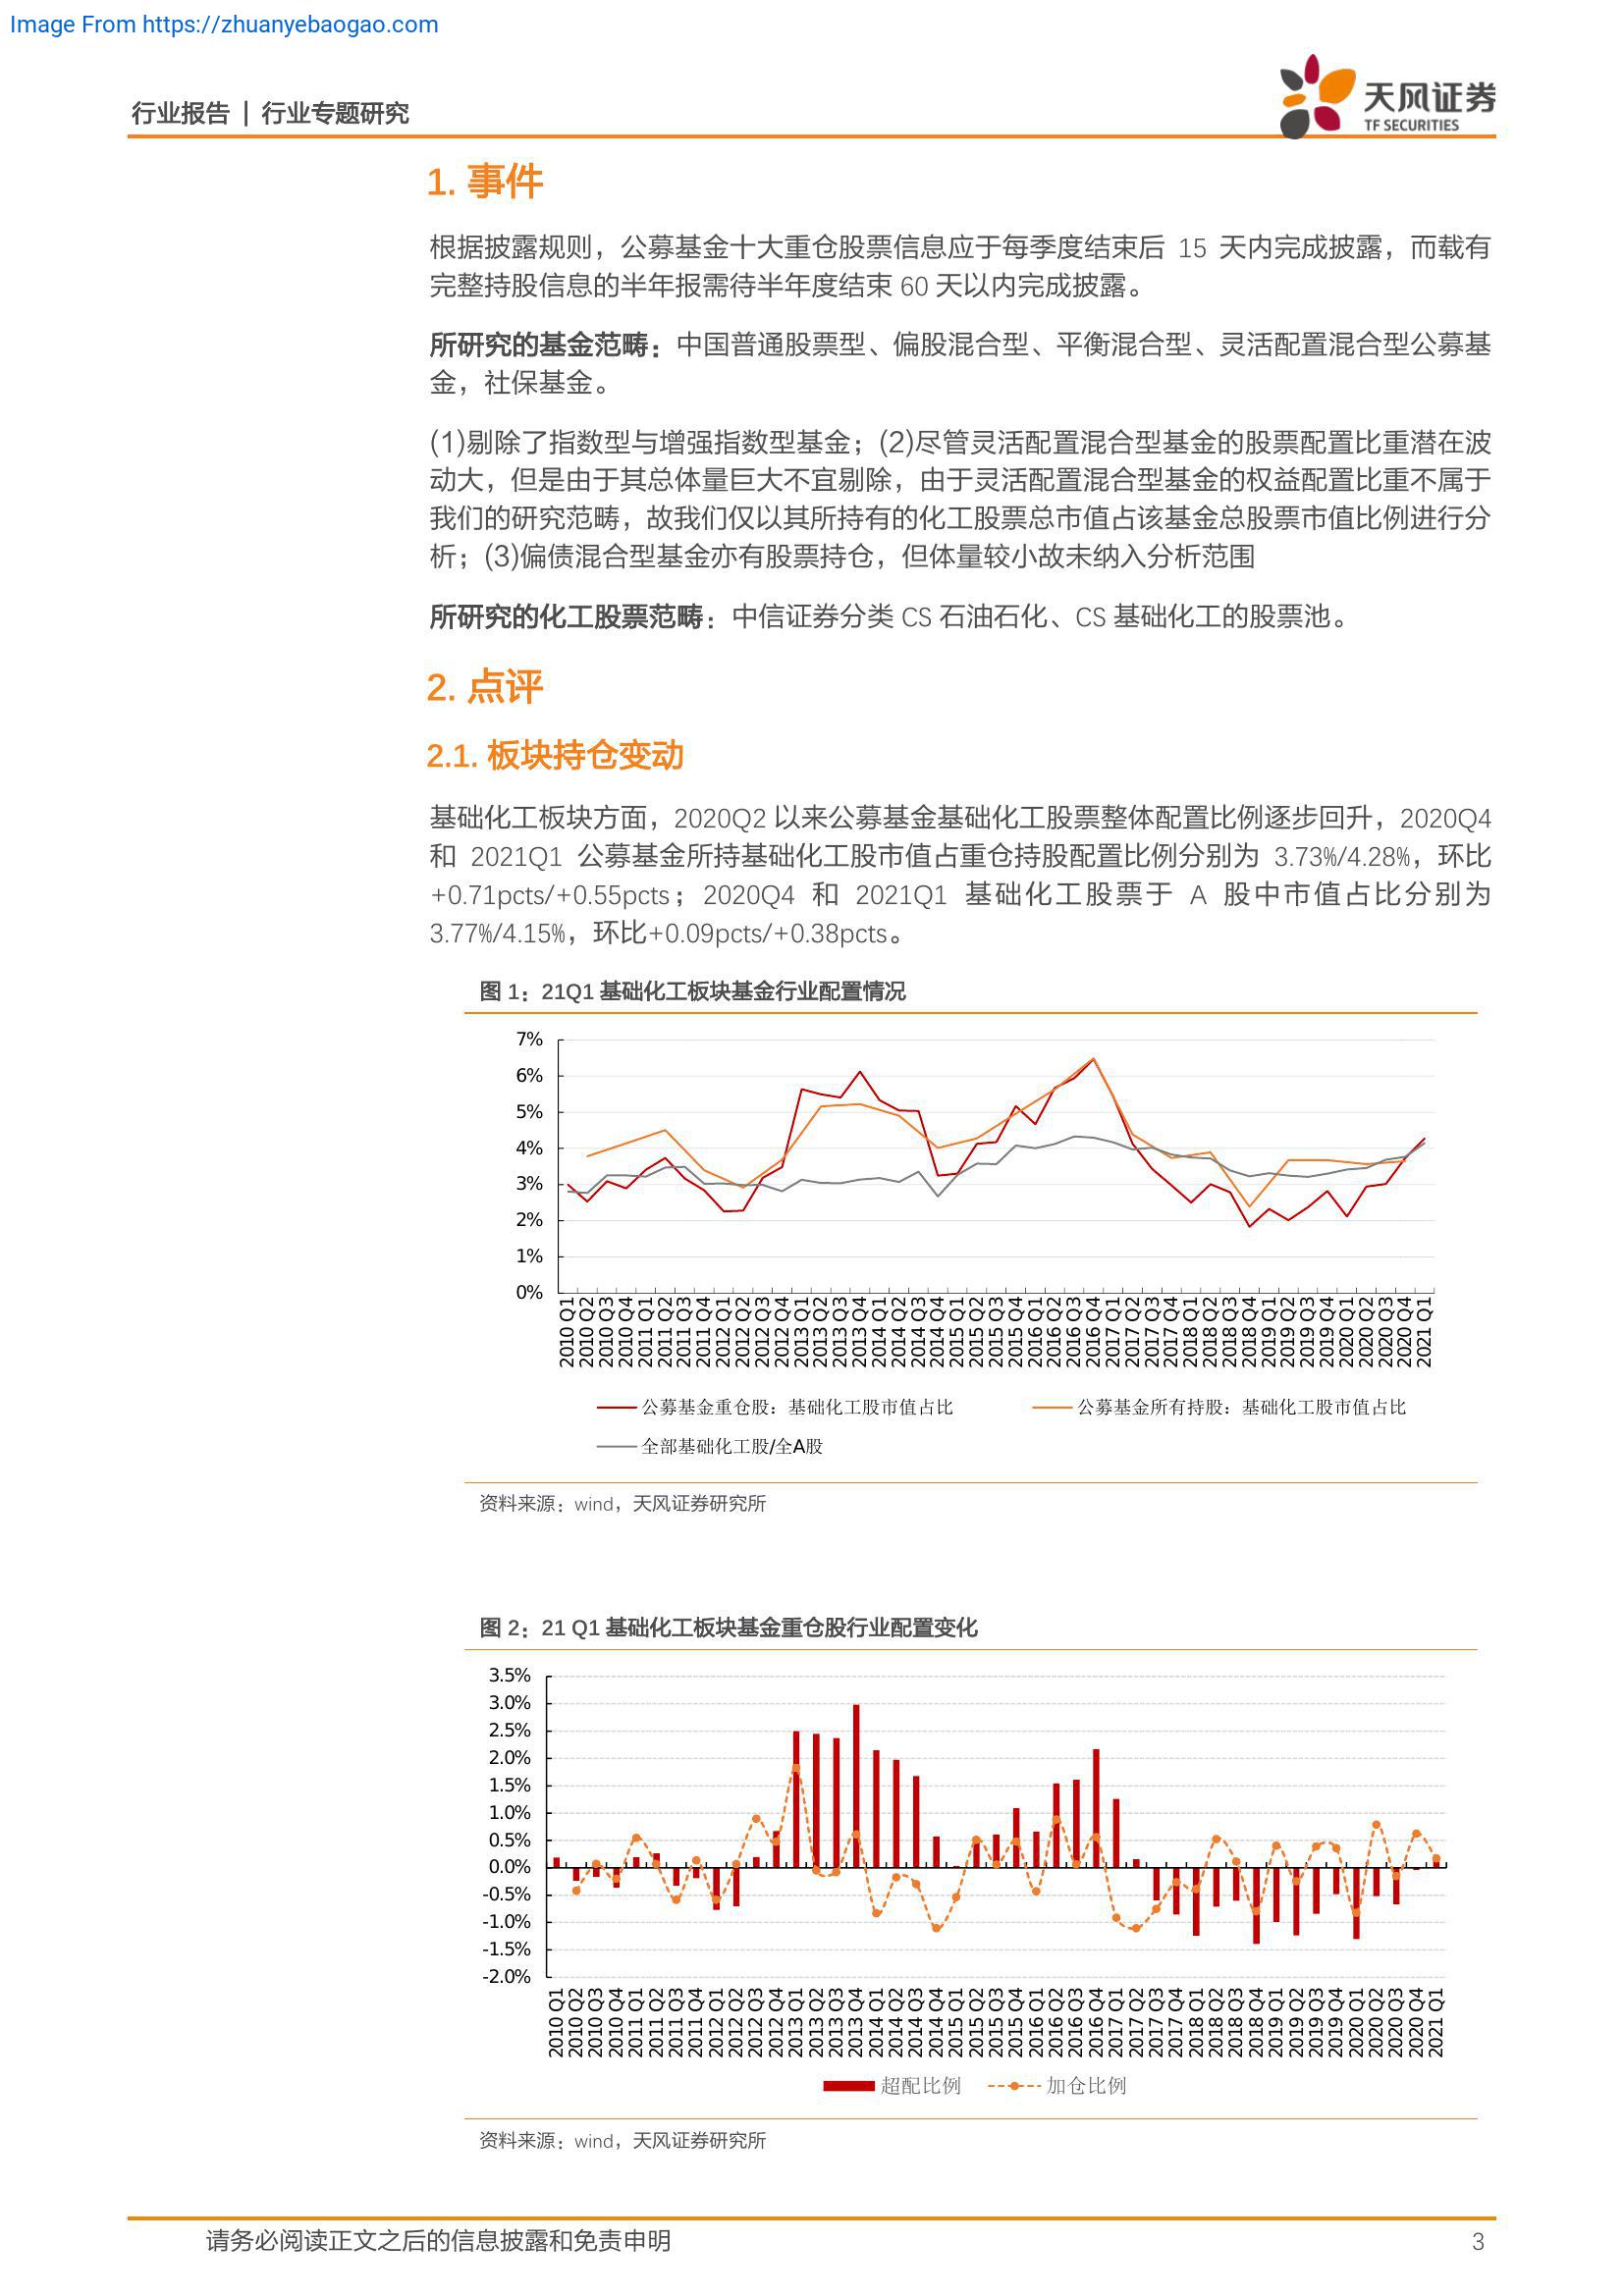 Image From https://zhuanyebaogao.com
行业报告 | 行业专题研究
天风证券
TF SECURITIES
1. 事件
根据披露规则，公募基金十大重仓股票信息应于每季度结束后 15 天内完成披露，而载有
完整持股信息的半年报需待半年度结束 60 天以内完成披露。
所研究的基金范畴：中国普通股票型、偏股混合型、平衡混合型、灵活配置混合型公募基
金，社保基金。
(1)剔除了指数型与增强指数型基金；(2)尽管灵活配置混合型基金的股票配置比重潜在波
动大，但是由于其总体量巨大不宜剔除，由于灵活配置混合型基金的权益配置比重不属于
我们的研究范畴，故我们仅以其所持有的化工股票总市值占该基金总股票市值比例进行分
析；(3)偏债混合型基金亦有股票持仓，但体量较小故未纳入分析范围
所研究的化工股票范畴：中信证券分类 CS 石油石化、CS 基础化工的股票池。
2. 点评
2.1. 板块持仓变动
基础化工板块方面，2020Q2 以来公募基金基础化工股票整体配置比例逐步回升，2020Q4
和 2021Q1 公募基金所持基础化工股市值占重仓持股配置比例分别为 3.73%/4.28%，环比
+0.71pcts/+0.55pcts；2020Q4 和 2021Q1 基础化工股票于 A 股中市值占比分别为
3.77%/4.15%，环比+0.09pcts/+0.38pcts。
图 1：21Q1 基础化工板块基金行业配置情况
7%
6%
5%
4%
3%
2%
1%
0%
2010 Q1
2010 Q2
2010 Q3
2010 Q4
2011 Q1
2011 Q2
2011 Q3
2011 Q4
2012 Q1
2012 Q2
2012 Q3
2012 Q4
2013 Q1
2013 Q2
2013 Q3
2013 Q4
2014 Q1
2014 Q2
2014 Q3
2014 Q4
2015 Q1
2015 Q2
2015 Q3
2015 Q4
2016 Q1
2016 Q2
2016 Q3
2016 Q4
2017 Q1
2017 Q2
2017 Q3
2017 Q4
2018 Q1
2018 Q2
2018 Q3
2018 Q4
2019 Q1
2019 Q2
2019 Q3
2019 Q4
2020 Q1
2020 Q2
2020 Q3
2020 Q4
2021 Q1
公募基金重仓股：基础化工股市值占比
公募基金所有持股：基础化工股市值占比
全部基础化工股/全A股
资料来源：wind，天风证券研究所
图 2：21 Q1 基础化工板块基金重仓股行业配置变化
3.5%
3.0%
2.5%
2.0%
1.5%
1.0%
0.5%
0.0%
-0.5%
-1.0%
-1.5%
-2.0%
2010 Q1
2010 Q2
2010 Q3
2010 Q4
2011 Q1
2011 Q2
2011 Q3
2011 Q4
2012 Q1
2012 Q2
2012 Q3
2012 Q4
2013 Q1
2013 Q2
2013 Q3
2013 Q4
2014 Q1
2014 Q2
2014 Q3
2014 Q4
2015 Q1
2015 Q2
2015 Q3
2015 Q4
2016 Q1
2016 Q2
2016 Q3
2016 Q4
2017 Q1
2017 Q2
2017 Q3
2017 Q4
2018 Q1
2018 Q2
2018 Q3
2018 Q4
2019 Q1
2019 Q2
2019 Q3
2019 Q4
2020 Q1
2020 Q2
2020 Q3
2020 Q4
2021 Q1
超配比例
加仓比例
资料来源：wind，天风证券研究所
请务必阅读正文之后的信息披露和免责申明
3